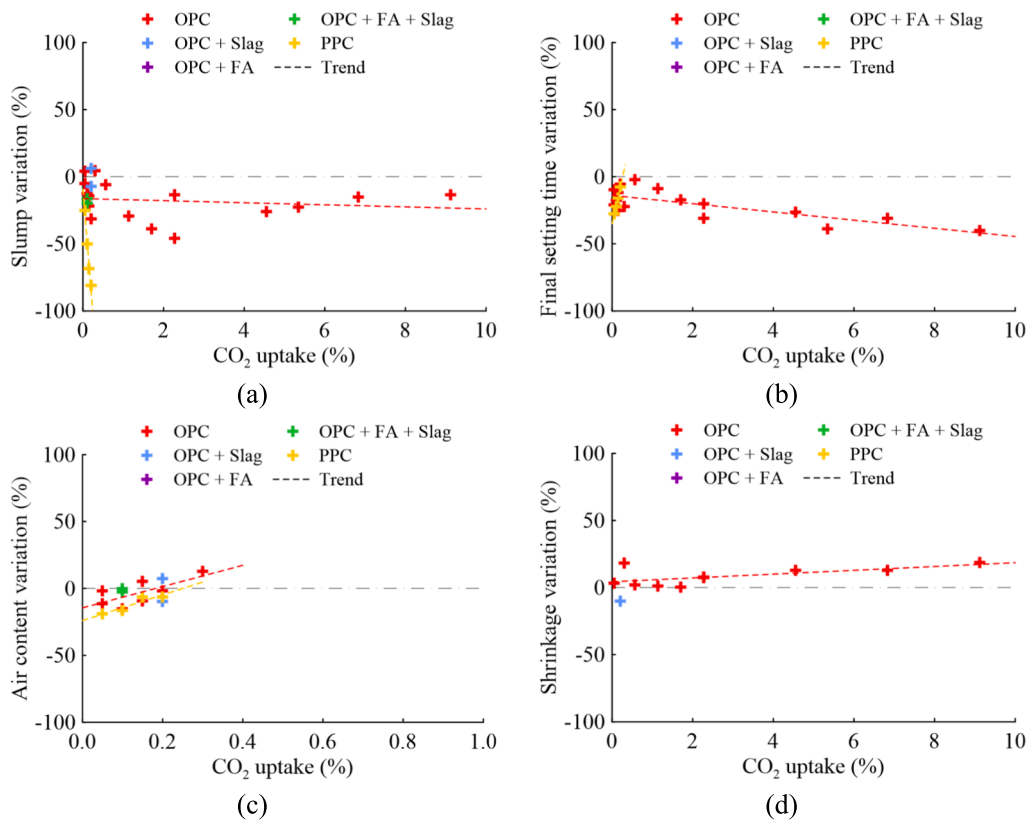 OPC
OPC + FA + Slag
OPC + Slag
PPC
OPC + FA
Trend
100
50
0
-50
-100
Slump variation (%)
0 2 4 6 8 10
CO₂ uptake (%)
(a)
OPC
OPC + FA + Slag
OPC + Slag
PPC
OPC + FA
Trend
100
50
0
-50
-100
Final setting time variation (%)
0 2 4 6 8 10
CO₂ uptake (%)
(b)
OPC
OPC + FA + Slag
OPC + Slag
PPC
OPC + FA
Trend
100
50
0
-50
-100
Air content variation (%)
0.0 0.2 0.4 0.6 0.8 1.0
CO₂ uptake (%)
(c)
OPC
OPC + FA + Slag
OPC + Slag
PPC
OPC + FA
Trend
100
50
0
-50
-100
Shrinkage variation (%)
0 2 4 6 8 10
CO₂ uptake (%)
(d)